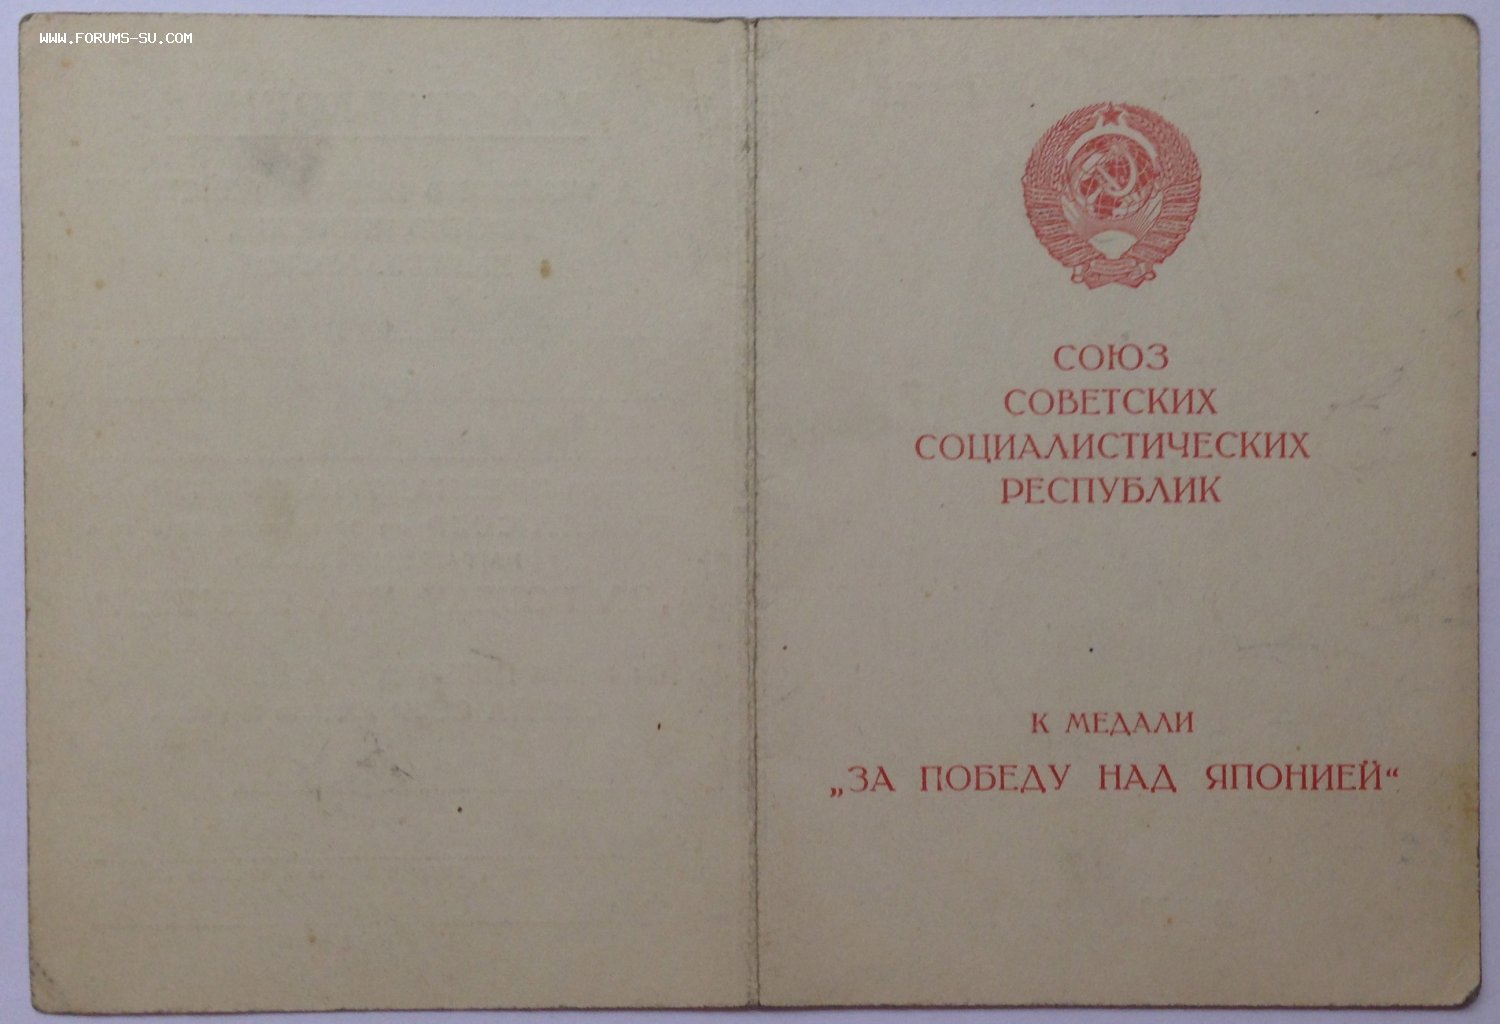 WWW.FORUMS-SU.COM
СОЮЗ
СОВЕТСКИХ
СОЦИАЛИСТИЧЕСКИХ
РЕСПУБЛИК
К МЕДАЛИ
„ЗА ПОБЕДУ НАД ЯПОНИЕЙ“